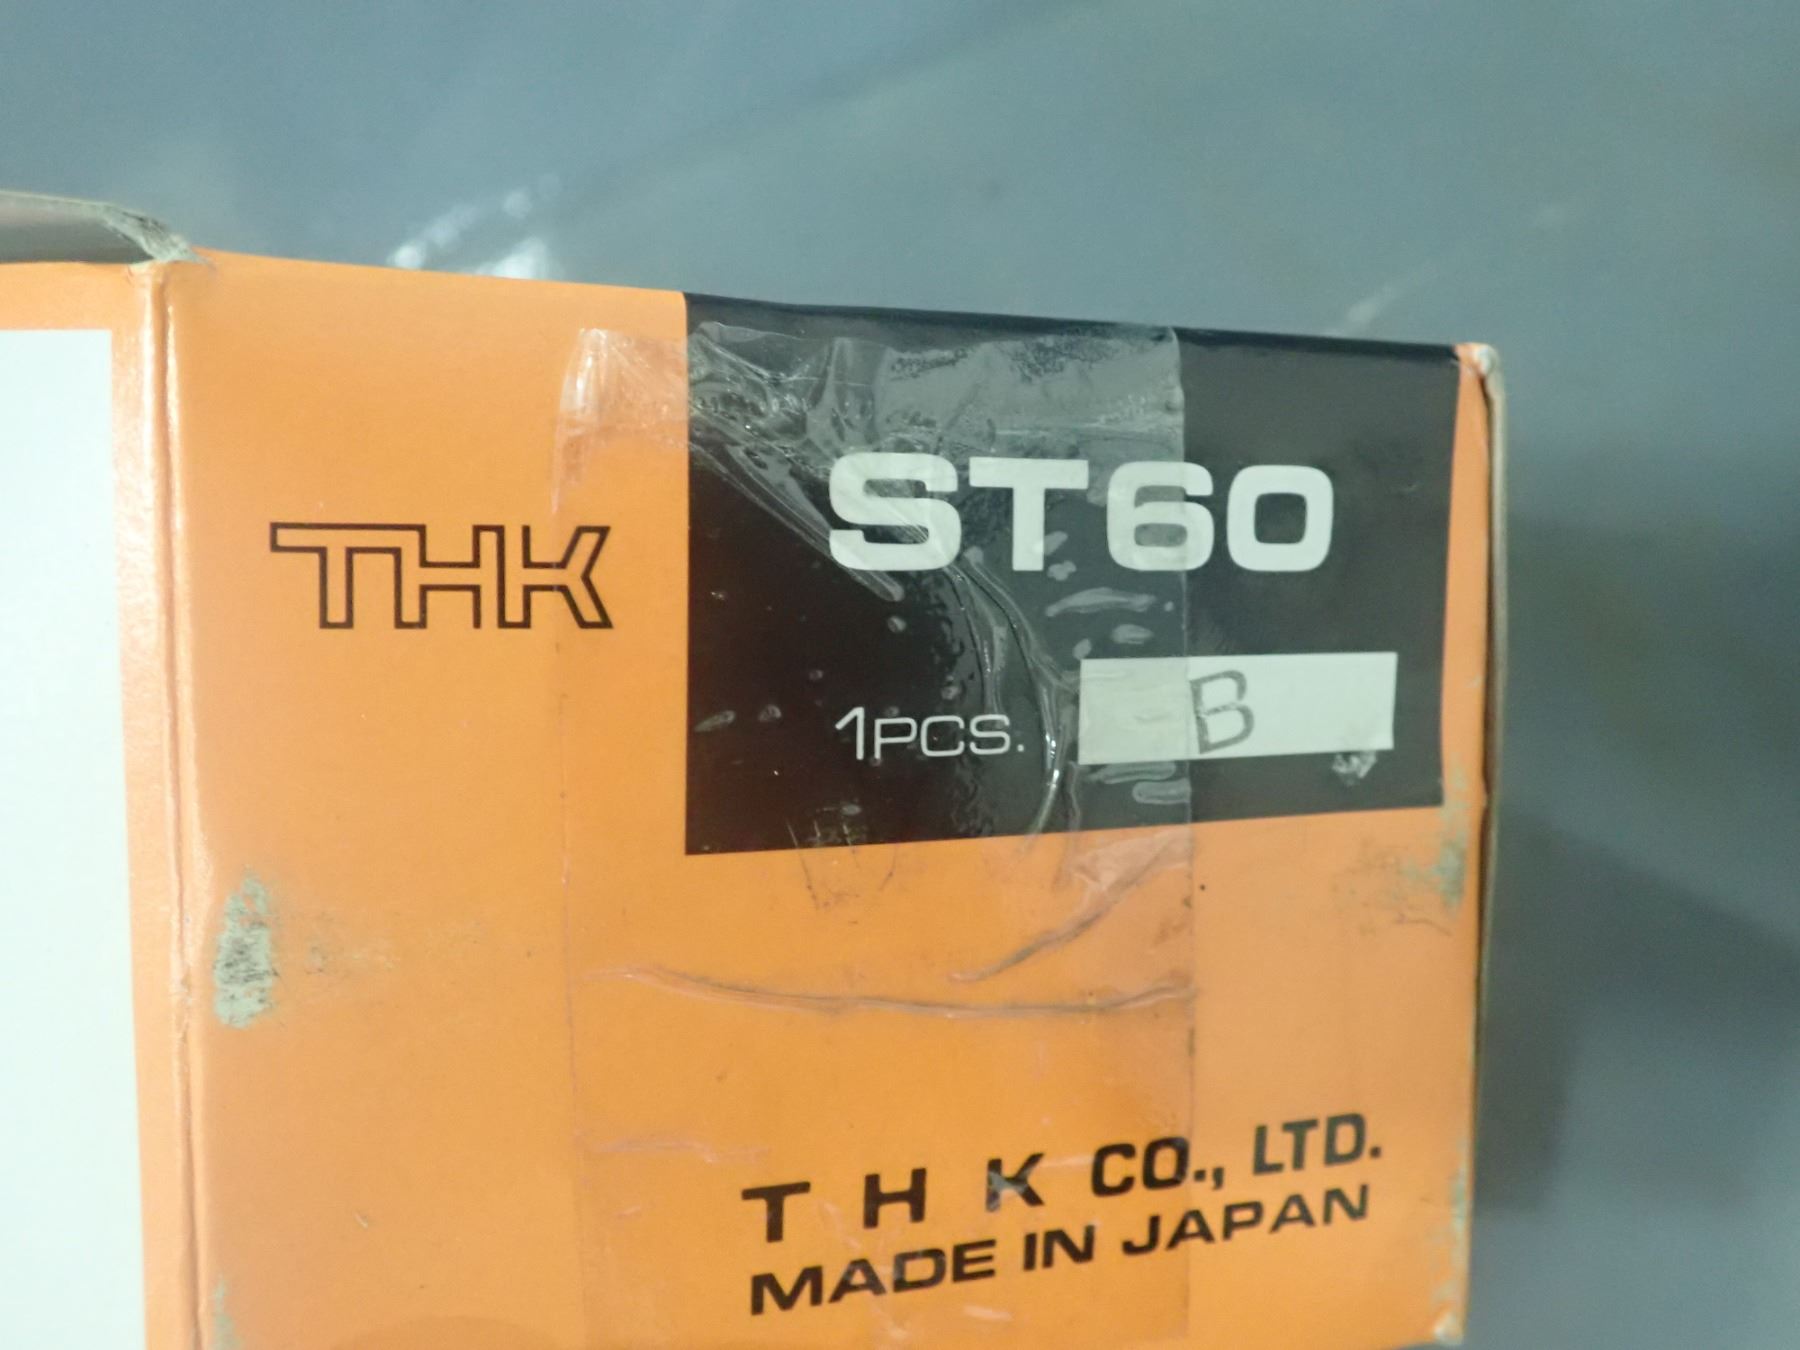 THK
ST60
1PCS. B
T H K CO., LTD.
MADE IN JAPAN